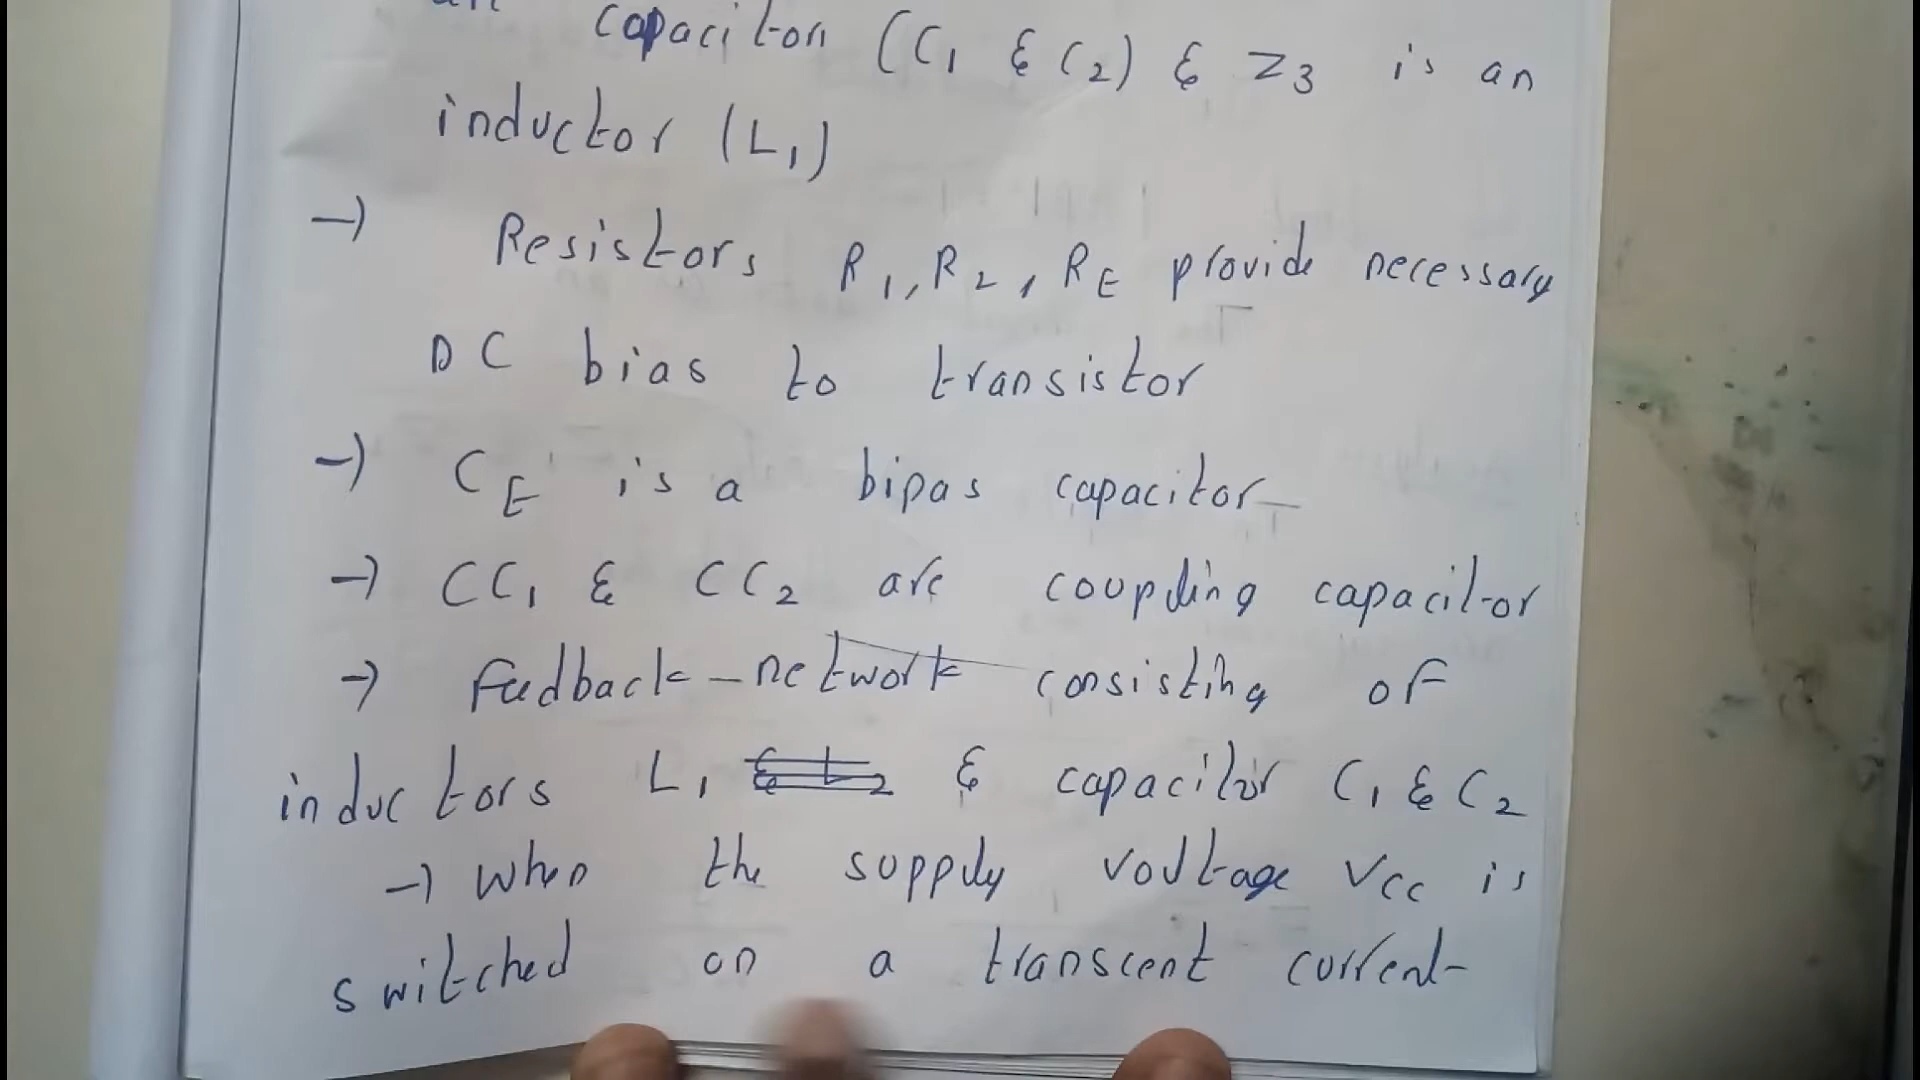 capacitor (C1 & C2) & Z3 is an
inductor (L1)
→ Resistors R1, R2, RE provide necessary
DC bias to transistor
→ CE is a bipas capacitor
→ CC1 & CC2 are coupling capacitor
→ Feedback-network consisting of
inductors L1 & capacitor C1 & C2
→ When the supply voltage VCC is
switched on a transcent current